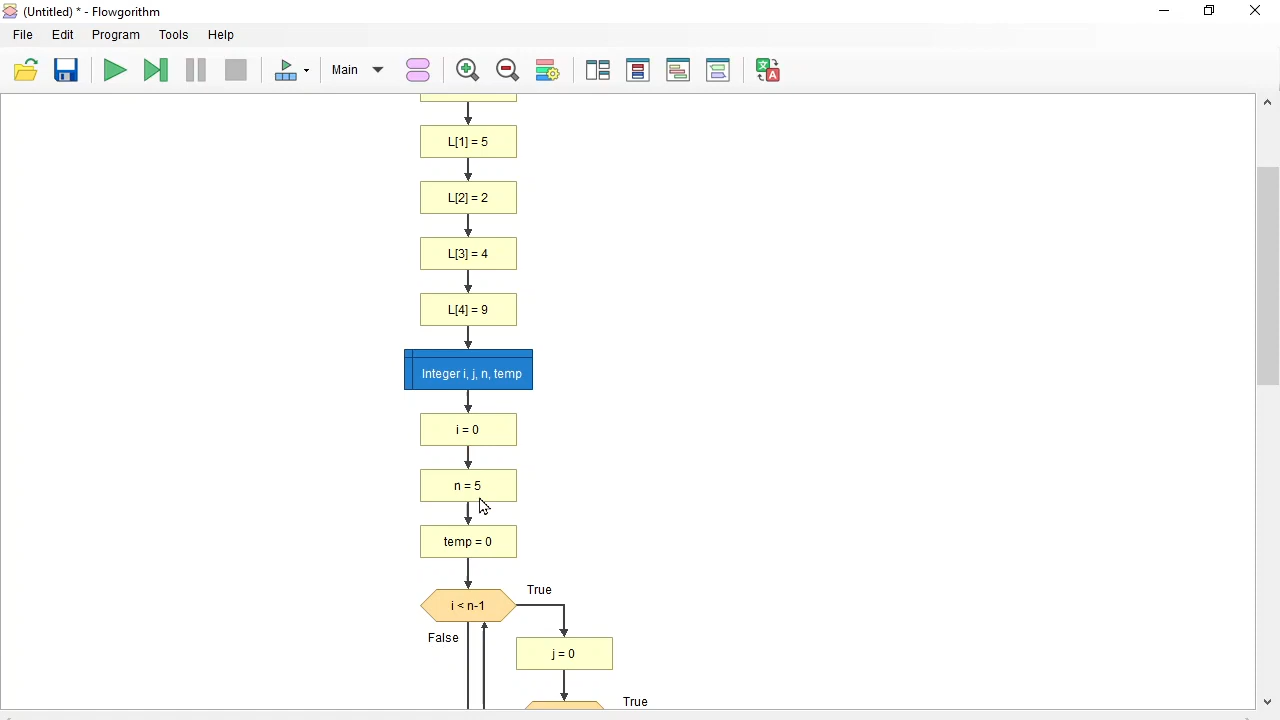 (Untitled) * - Flowgorithm
File Edit Program Tools Help
Main
L[1] = 5
L[2] = 2
L[3] = 4
L[4] = 9
Integer i, j, n, temp
i = 0
n = 5
temp = 0
True
i < n-1
False
j = 0
True